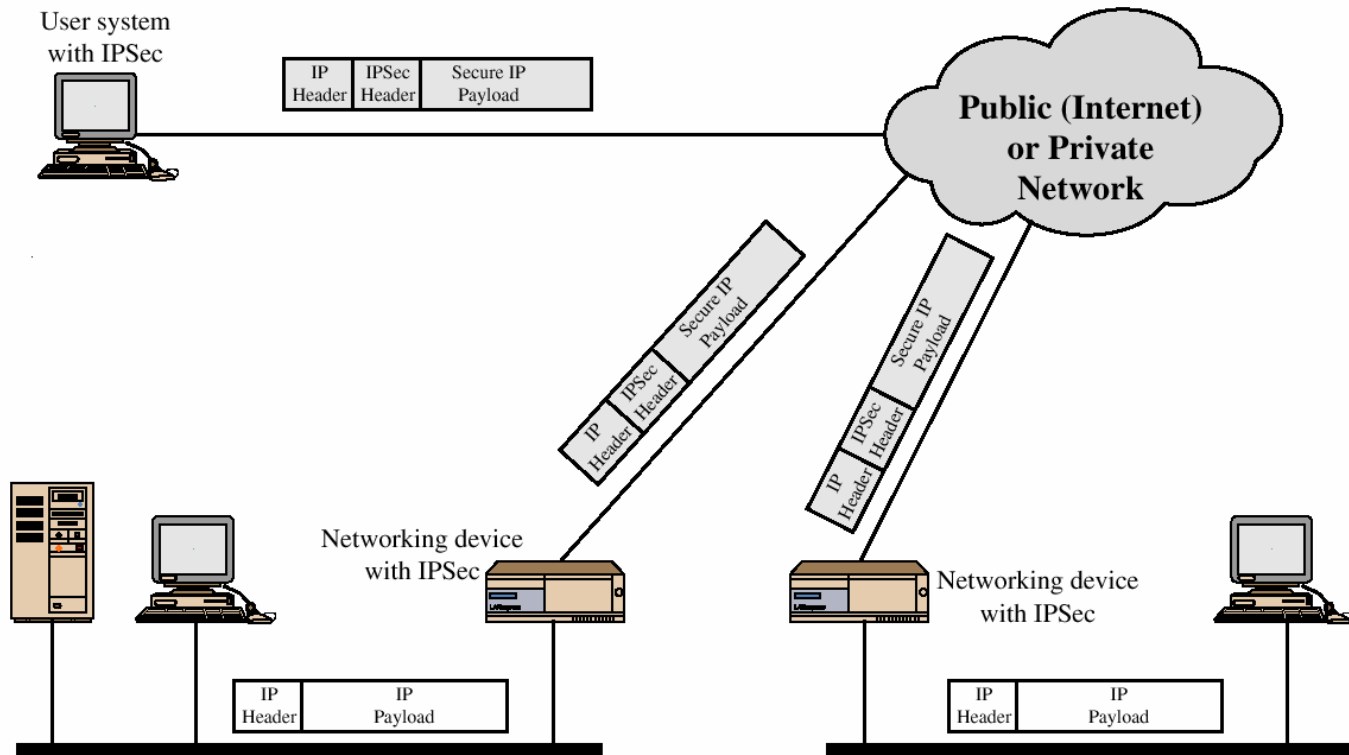 User system
with IPSec
IP
Header
IPSec
Header
Secure IP
Payload
Public (Internet)
or Private
Network
Secure IP
Payload
IPSec
Header
IP
Header
Secure IP
Payload
IPSec
Header
IP
Header
Networking device
with IPSec
Networking device
with IPSec
IP
Header
IP
Payload
IP
Header
IP
Payload